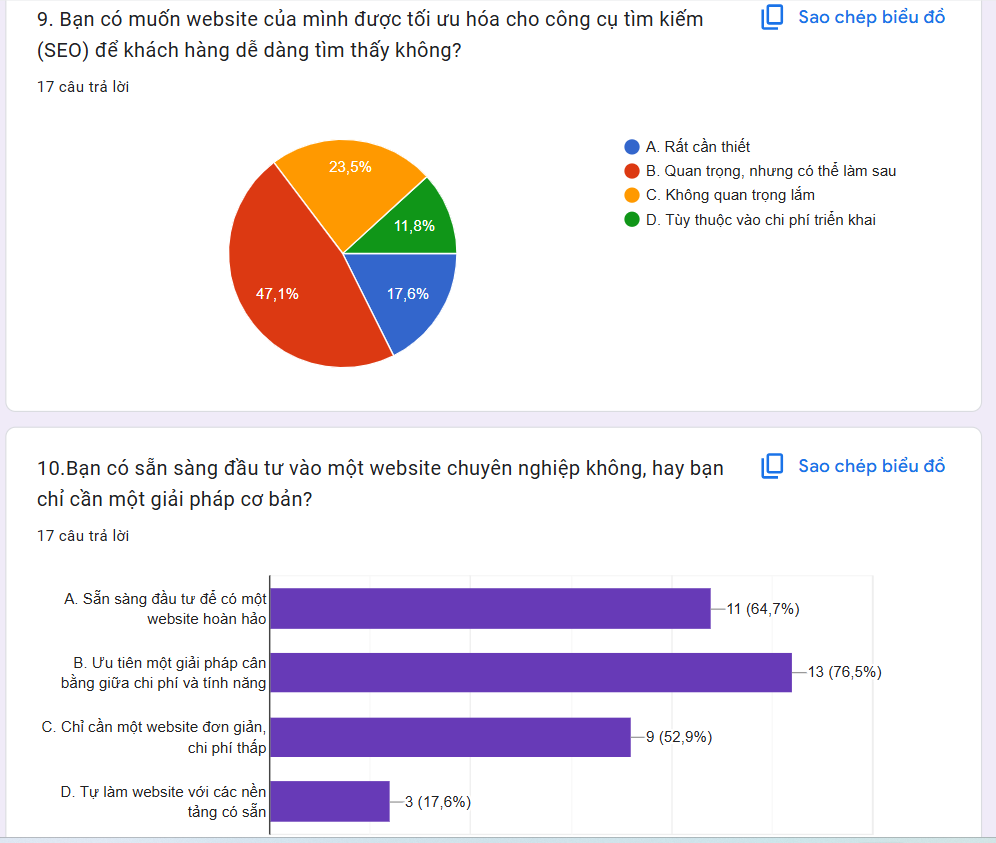 9. Bạn có muốn website của mình được tối ưu hóa cho công cụ tìm kiếm
(SEO) để khách hàng dễ dàng tìm thấy không?
Sao chép biểu đồ
17 câu trả lời
23,5%
11,8%
47,1%
17,6%
A. Rất cần thiết
B. Quan trọng, nhưng có thể làm sau
C. Không quan trọng lắm
D. Tùy thuộc vào chi phí triển khai
10.Bạn có sẵn sàng đầu tư vào một website chuyên nghiệp không, hay bạn
chỉ cần một giải pháp cơ bản?
Sao chép biểu đồ
17 câu trả lời
A. Sẵn sàng đầu tư để có một
website hoàn hảo
11 (64,7%)
B. Ưu tiên một giải pháp cân
bằng giữa chi phí và tính năng
13 (76,5%)
C. Chỉ cần một website đơn giản,
chi phí thấp
9 (52,9%)
D. Tự làm website với các nền
tảng có sẵn
3 (17,6%)